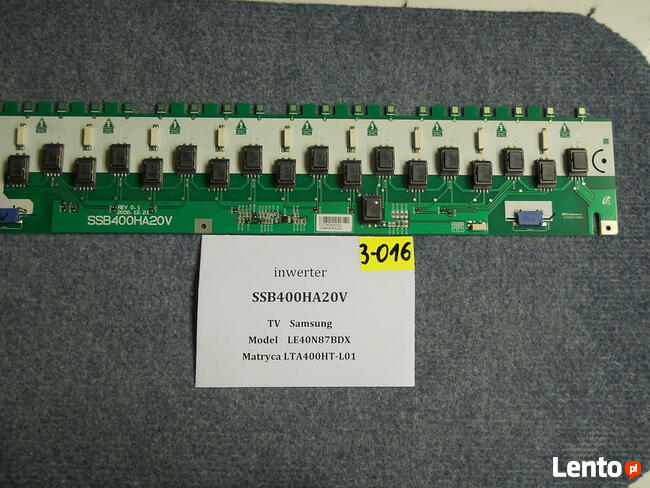 REV 0.1
2006.12.21
SSB400HA20V
3-016
inwerter
SSB400HA20V
TV Samsung
Model LE40N87BDX
Matryca LTA400HT-L01
Lento.pl